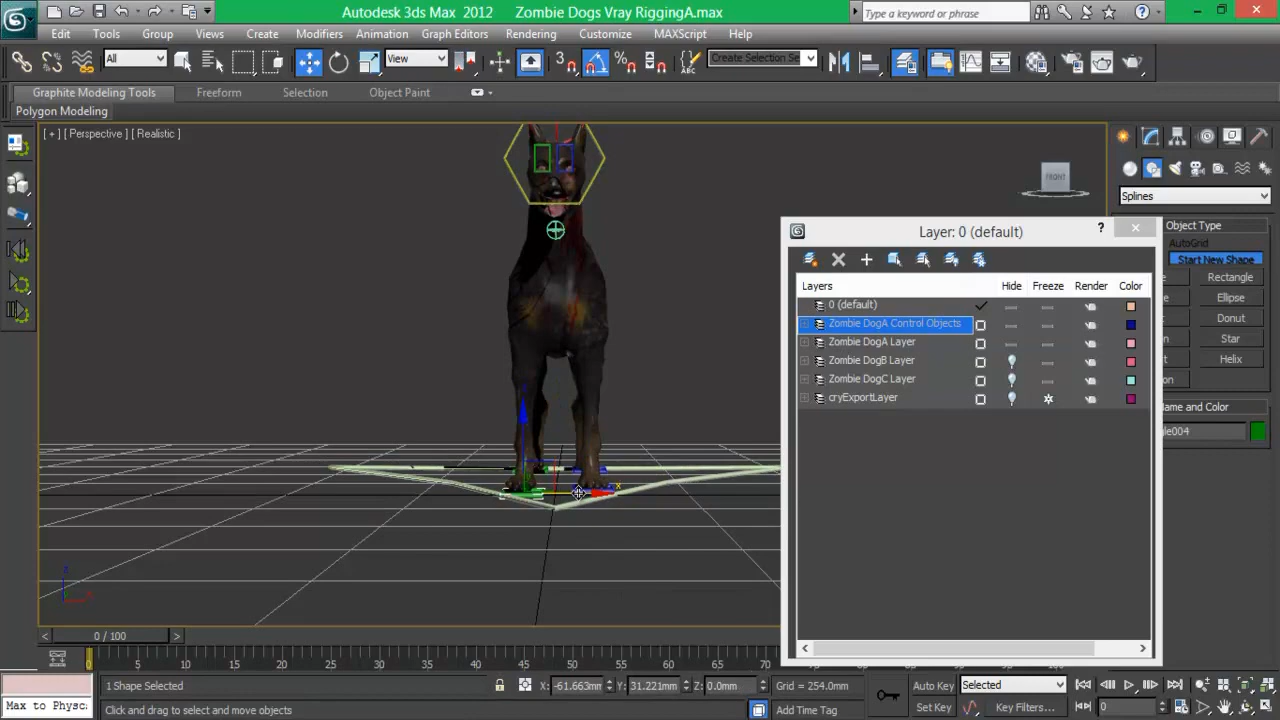 Autodesk 3ds Max 2012 Zombie Dogs Vray RiggingA.max
Type a keyword or phrase
Edit Tools Group Views Create Modifiers Animation Graph Editors Rendering Customize MAXScript Help
All View Create Selection Se
Graphite Modeling Tools Freeform Selection Object Paint
Polygon Modeling
[ + ] [ Perspective ] [ Realistic ]
FRONT
Splines
Layer: 0 (default) ?
Object Type
AutoGrid
Start New Shape
Layers Hide Freeze Render Color
Rectangle
0 (default)
Ellipse
Zombie DogA Control Objects
Donut
Zombie DogA Layer
Star
Zombie DogB Layer
Helix
Zombie DogC Layer
cryExportLayer
Name and Color
0 / 100
0 5 10 15 20 25 30 35 40 45 50 55 60 65 70
1 Shape Selected X: -61.663mm Y: 31.221mm Z: 0.0mm Grid = 254.0mm Auto Key Selected
Max to Physc Click and drag to select and move objects Add Time Tag Set Key Key Filters... 0